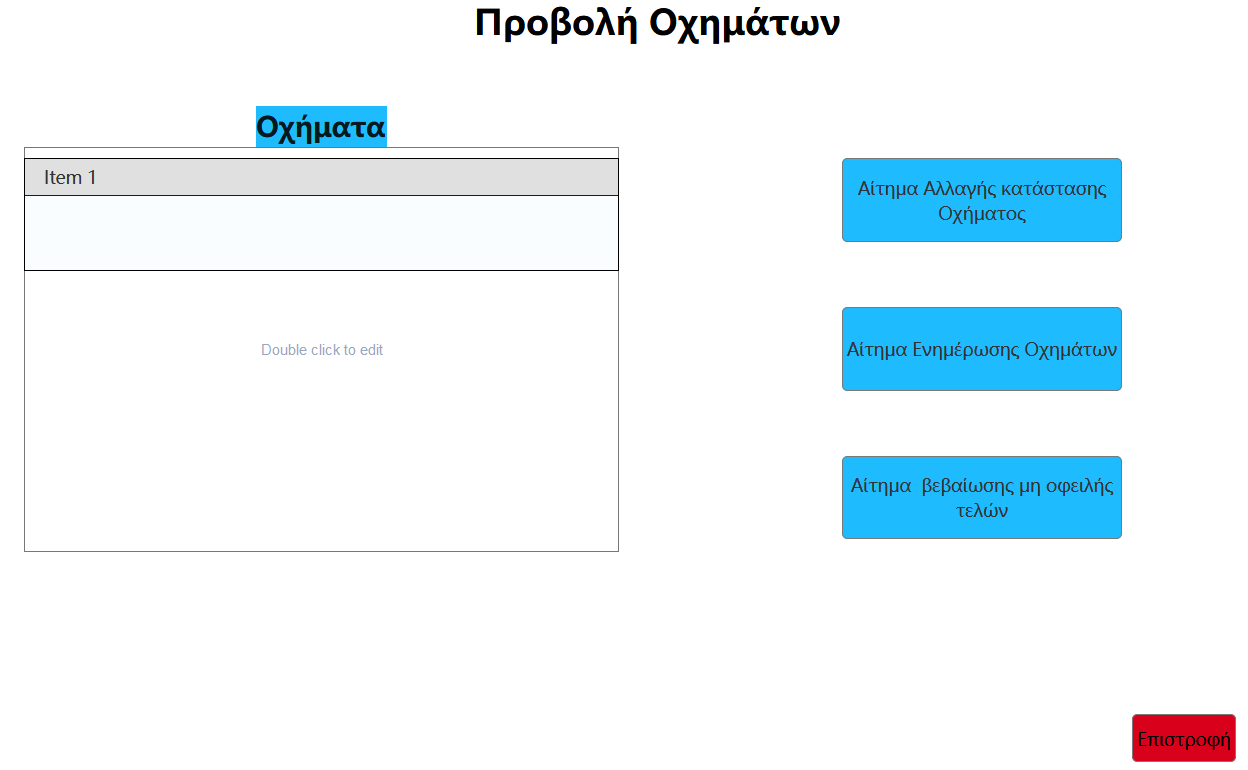 Προβολή Οχημάτων
Οχήματα
Item 1
Double click to edit
Αίτημα Αλλαγής κατάστασης
Οχήματος
Αίτημα Ενημέρωσης Οχημάτων
Αίτημα  βεβαίωσης μη οφειλής
τελών
Επιστροφή